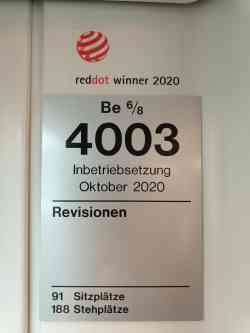 reddot winner 2020
Be 6/8
4003
Inbetriebsetzung
Oktober 2020
Revisionen
91 Sitzplätze
188 Stehplätze